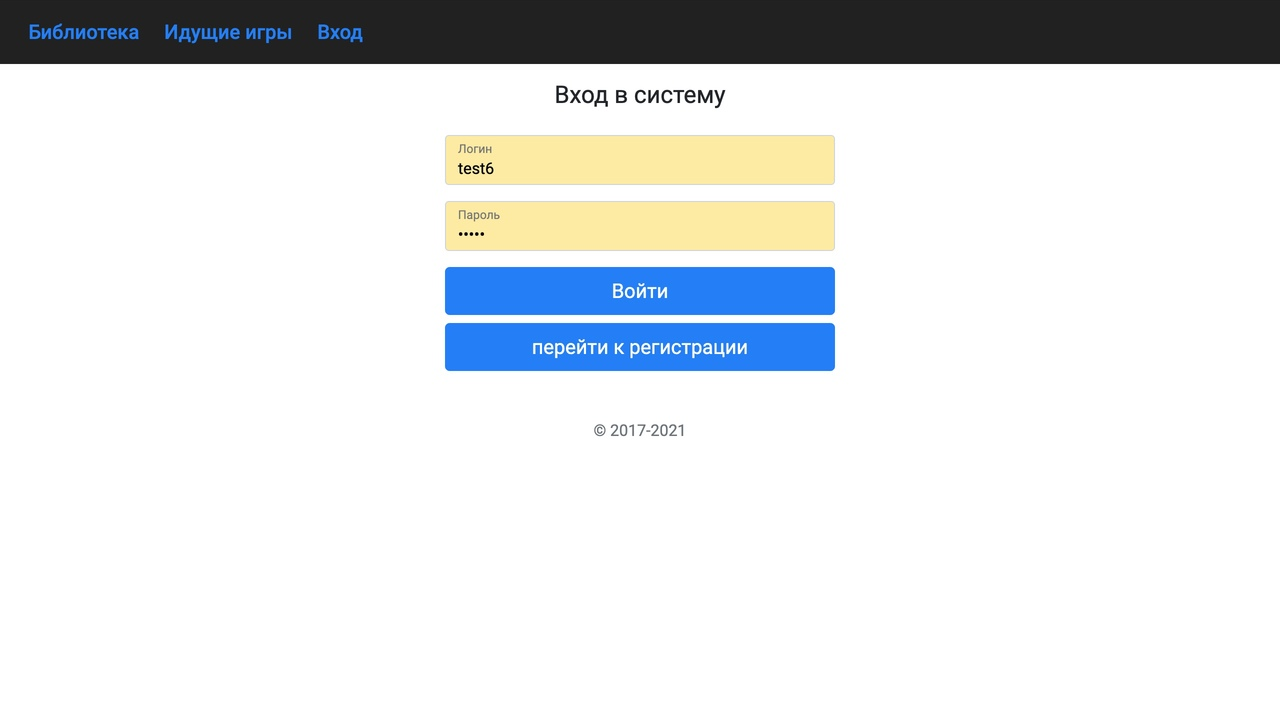 Библиотека Идущие игры Вход
Вход в систему
Логин
test6
Пароль
•••••
Войти
перейти к регистрации
© 2017-2021